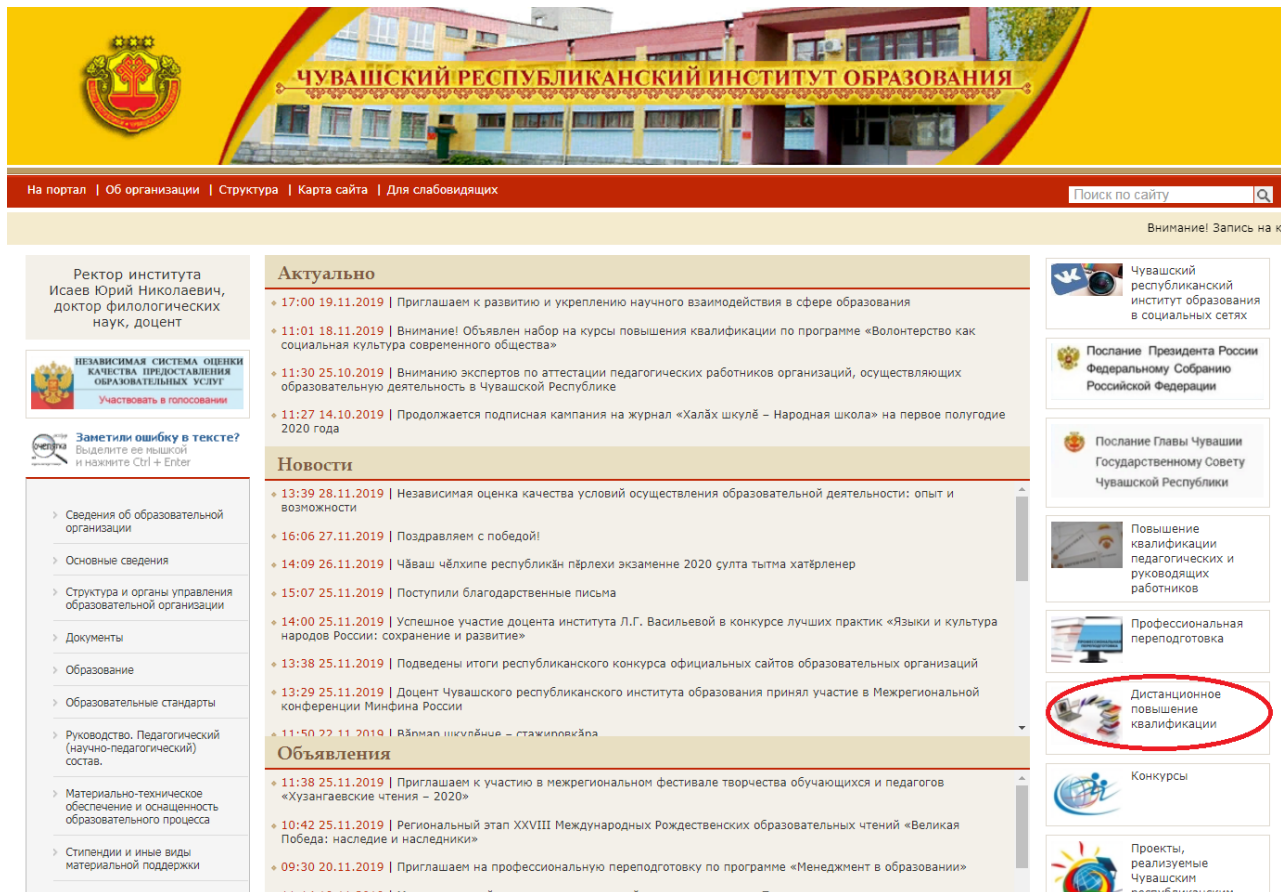 ЧУВАШСКИЙ РЕСПУБЛИКАНСКИЙ ИНСТИТУТ ОБРАЗОВАНИЯ
На портал | Об организации | Структура | Карта сайта | Для слабовидящих
Поиск по сайту
Внимание! Запись на к
Ректор института
Исаев Юрий Николаевич,
доктор филологических
наук, доцент
НЕЗАВИСИМАЯ СИСТЕМА ОЦЕНКИ
КАЧЕСТВА ПРЕДОСТАВЛЕНИЯ
ОБРАЗОВАТЕЛЬНЫХ УСЛУГ
Участвовать в голосовании
Заметили ошибку в тексте?
Выделите ее мышкой
и нажмите Ctrl + Enter
Сведения об образовательной
организации
Основные сведения
Структура и органы управления
образовательной организации
Документы
Образование
Образовательные стандарты
Руководство. Педагогический
(научно-педагогический)
состав.
Материально-техническое
обеспечение и оснащенность
образовательного процесса
Стипендии и иные виды
материальной поддержки
Актуально
17:00 19.11.2019 | Приглашаем к развитию и укреплению научного взаимодействия в сфере образования
11:01 18.11.2019 | Внимание! Объявлен набор на курсы повышения квалификации по программе «Волонтерство как
социальная культура современного общества»
11:30 25.10.2019 | Вниманию экспертов по аттестации педагогических работников организаций, осуществляющих
образовательную деятельность в Чувашской Республике
11:27 14.10.2019 | Продолжается подписная кампания на журнал «Халӑх шкулӗ – Народная школа» на первое полугодие
2020 года
Новости
13:39 28.11.2019 | Независимая оценка качества условий осуществления образовательной деятельности: опыт и
возможности
16:06 27.11.2019 | Поздравляем с победой!
14:09 26.11.2019 | Чӑваш чӗлхипе республикӑн пӗрлехи экзаменне 2020 ҫулта тытма хатӗрленер
15:07 25.11.2019 | Поступили благодарственные письма
14:00 25.11.2019 | Успешное участие доцента института Л.Г. Васильевой в конкурсе лучших практик «Языки и культура
народов России: сохранение и развитие»
13:38 25.11.2019 | Подведены итоги республиканского конкурса официальных сайтов образовательных организаций
13:29 25.11.2019 | Доцент Чувашского республиканского института образования принял участие в Межрегиональной
конференции Минфина России
11:50 22.11.2019 | Вӑрмар шкулӗнче – стажировкӑра
Объявления
11:38 25.11.2019 | Приглашаем к участию в межрегиональном фестивале творчества обучающихся и педагогов
«Хузангаевские чтения – 2020»
10:42 25.11.2019 | Региональный этап XXVIII Международных Рождественских образовательных чтений «Великая
Победа: наследие и наследники»
09:30 20.11.2019 | Приглашаем на профессиональную переподготовку по программе «Менеджмент в образовании»
Чувашский
республиканский
институт образования
в социальных сетях
Послание Президента России
Федеральному Собранию
Российской Федерации
Послание Главы Чувашии
Государственному Совету
Чувашской Республики
Повышение
квалификации
педагогических и
руководящих
работников
Профессиональная
переподготовка
Дистанционное
повышение
квалификации
Конкурсы
Проекты,
реализуемые
Чувашским
республиканским